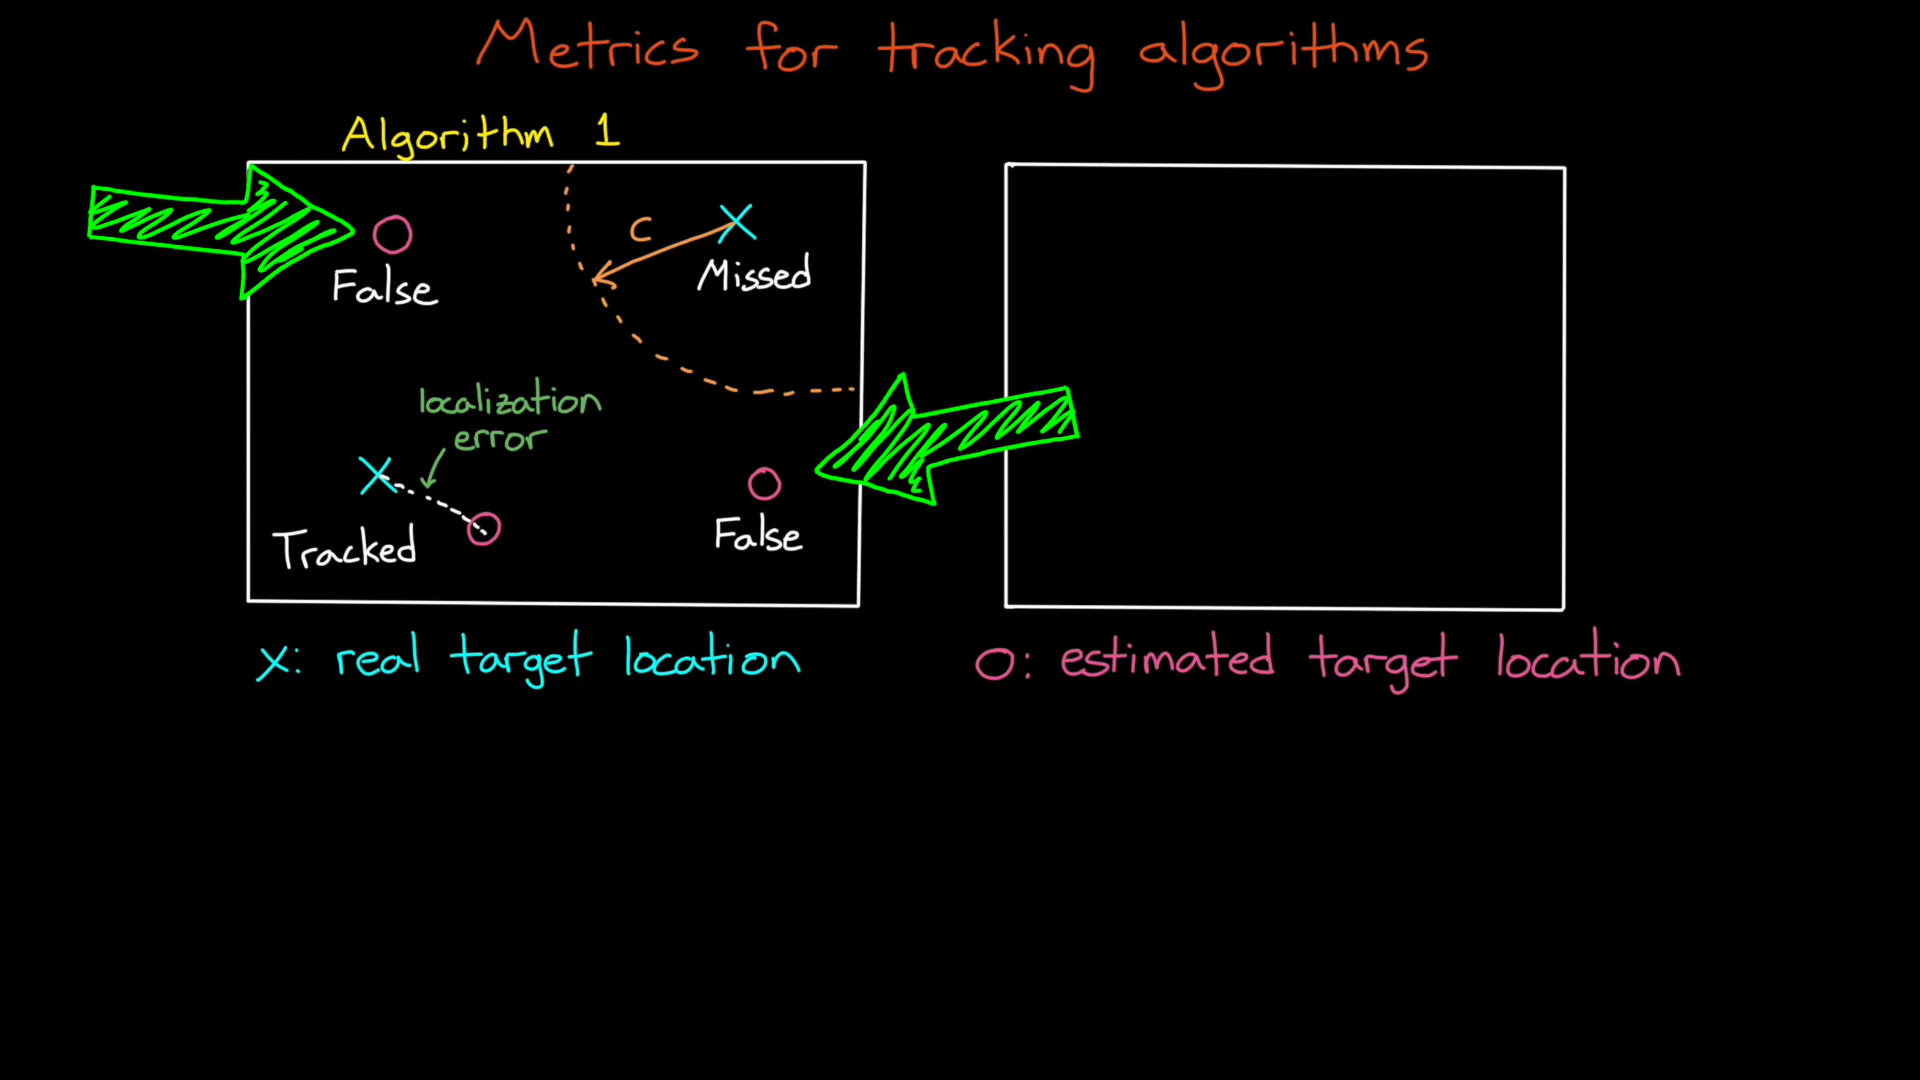 Metrics for tracking algorithms
Algorithm 1
False
C
Missed
localization
error
Tracked
False
x: real target location
o: estimated target location